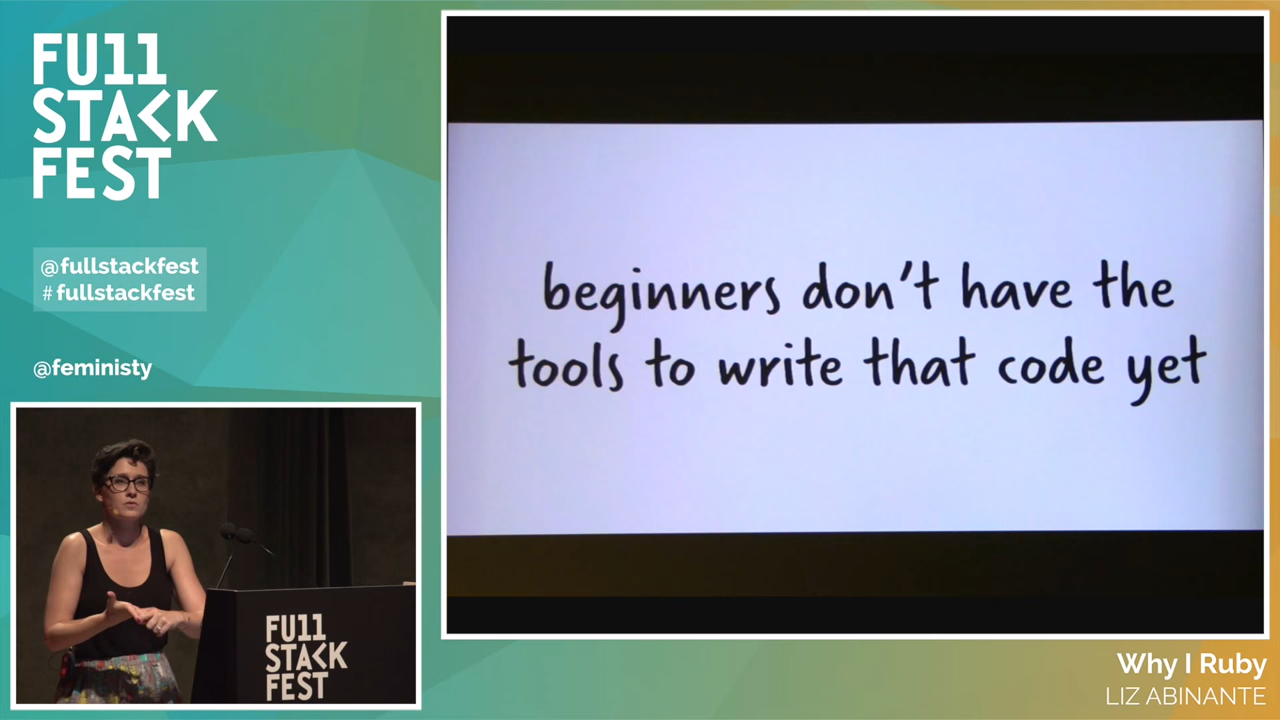 FU11
STACK
FEST
@fullstackfest
# fullstackfest
@feministy
beginners don't have the
tools to write that code yet
FU11
STACK
FEST
Why I Ruby
LIZ ABINANTE